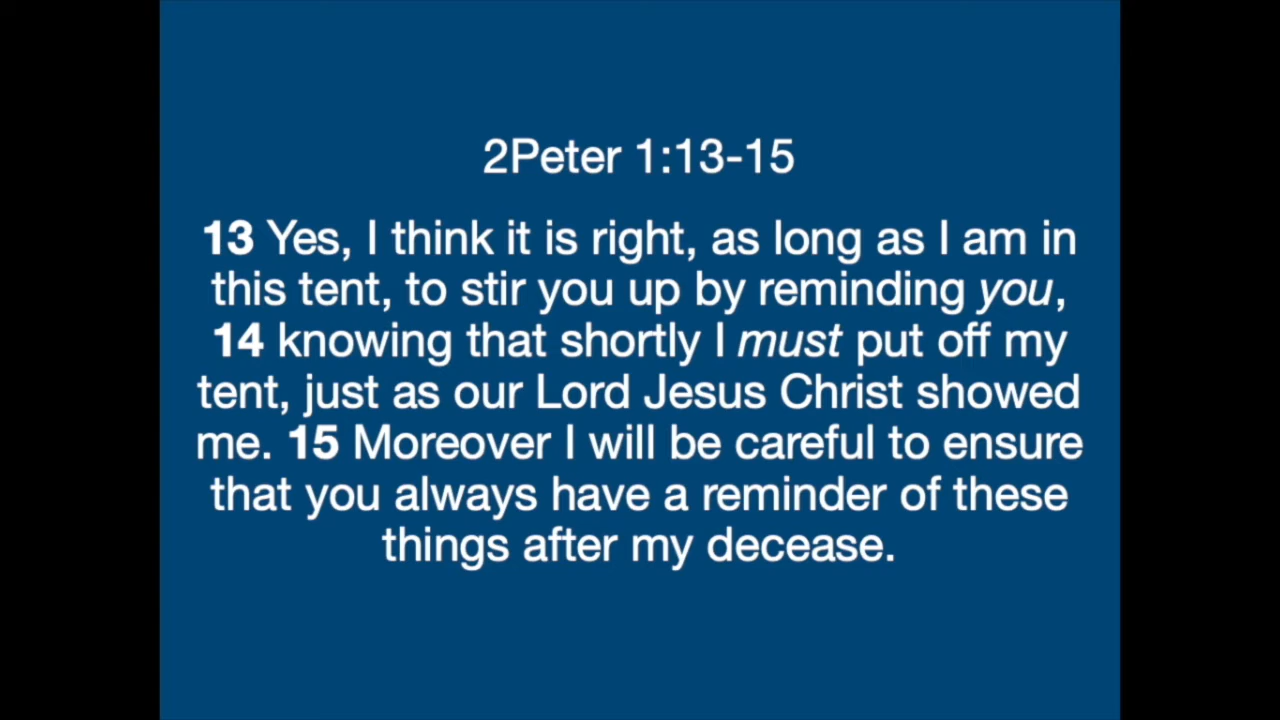 2Peter 1:13-15
13 Yes, I think it is right, as long as I am in
this tent, to stir you up by reminding you,
14 knowing that shortly I must put off my
tent, just as our Lord Jesus Christ showed
me. 15 Moreover I will be careful to ensure
that you always have a reminder of these
things after my decease.